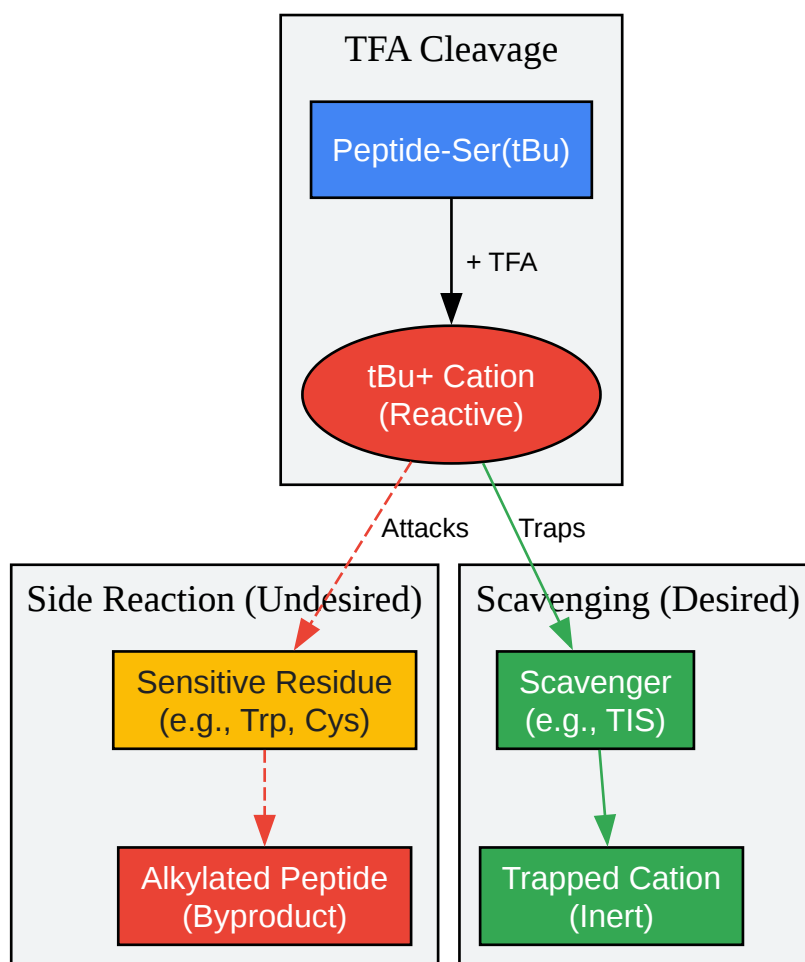 TFA Cleavage
Peptide-Ser(tBu)
+ TFA
tBu+ Cation
(Reactive)
Attacks
Traps
Side Reaction (Undesired)
Sensitive Residue
(e.g., Trp, Cys)
Alkylated Peptide
(Byproduct)
Scavenging (Desired)
Scavenger
(e.g., TIS)
Trapped Cation
(Inert)